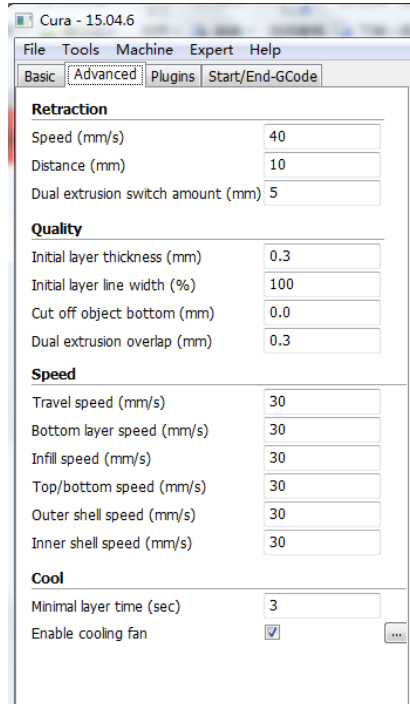 Cura - 15.04.6
File Tools Machine Expert Help
Basic Advanced Plugins Start/End-GCode
Retraction
Speed (mm/s) 40
Distance (mm) 10
Dual extrusion switch amount (mm) 5
Quality
Initial layer thickness (mm) 0.3
Initial layer line width (%) 100
Cut off object bottom (mm) 0.0
Dual extrusion overlap (mm) 0.3
Speed
Travel speed (mm/s) 30
Bottom layer speed (mm/s) 30
Infill speed (mm/s) 30
Top/bottom speed (mm/s) 30
Outer shell speed (mm/s) 30
Inner shell speed (mm/s) 30
Cool
Minimal layer time (sec) 3
Enable cooling fan ...